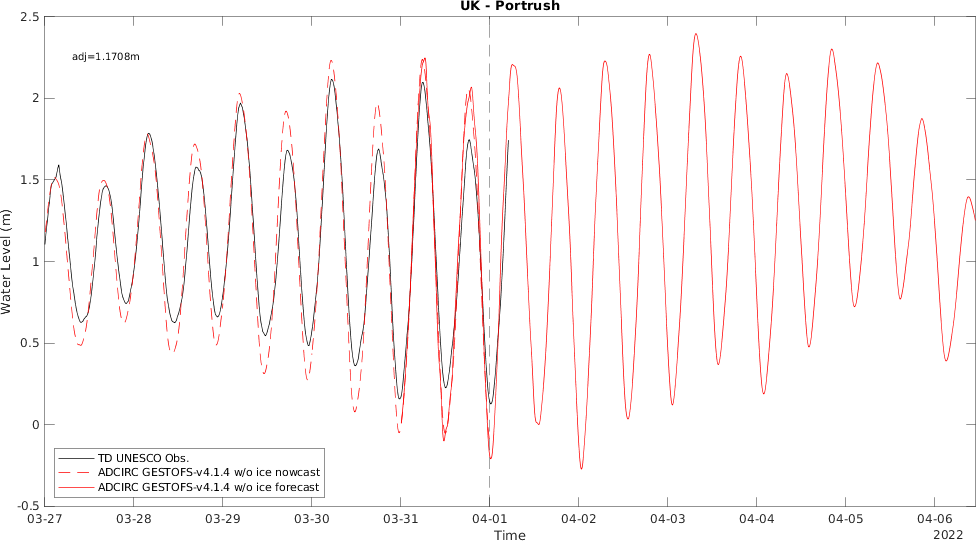 UK - Portrush
adj=1.1708m
Water Level (m)
2.5
2
1.5
1
0.5
0
-0.5
TD UNESCO Obs.
ADCIRC GESTOFS-v4.1.4 w/o ice nowcast
ADCIRC GESTOFS-v4.1.4 w/o ice forecast
03-27 03-28 03-29 03-30 03-31 04-01 04-02 04-03 04-04 04-05 04-06
Time
2022